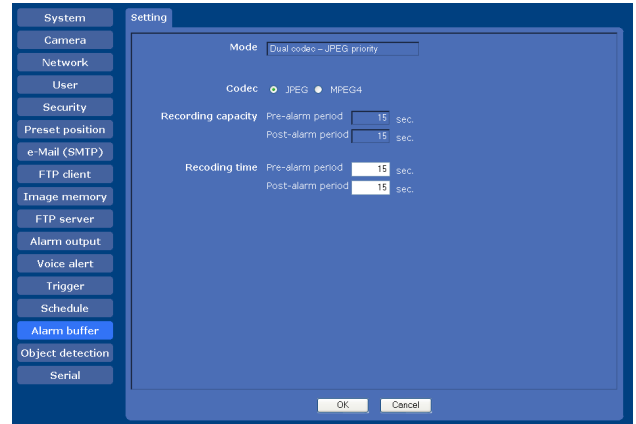 System
Camera
Network
User
Security
Preset position
e-Mail (SMTP)
FTP client
Image memory
FTP server
Alarm output
Voice alert
Trigger
Schedule
Alarm buffer
Object detection
Serial
Setting
Mode Dual codec – JPEG priority
Codec JPEG MPEG4
Recording capacity Pre-alarm period 15 sec.
Post-alarm period 15 sec.
Recoding time Pre-alarm period 15 sec.
Post-alarm period 15 sec.
OK Cancel